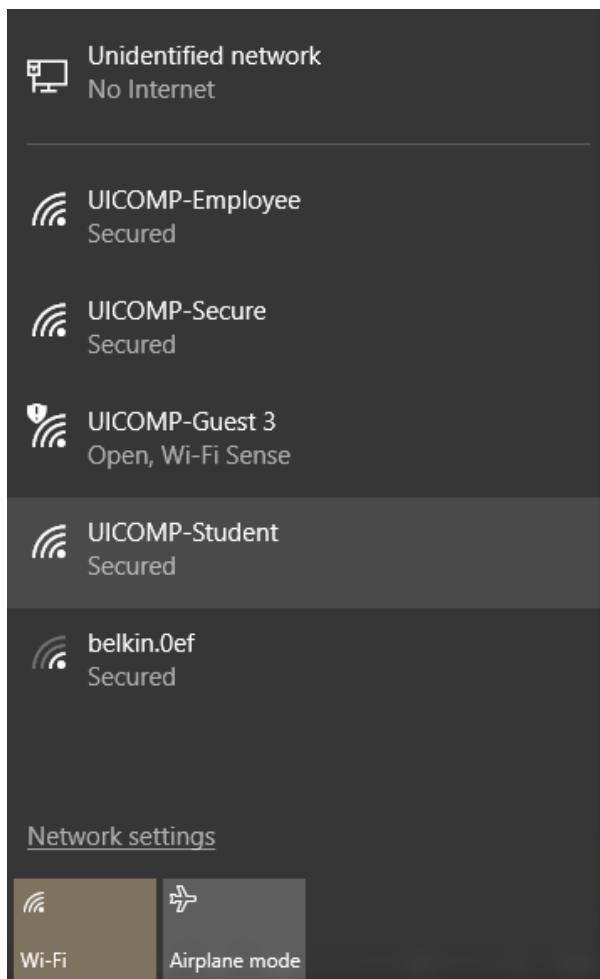 Unidentified network
No Internet
UICOMP-Employee
Secured
UICOMP-Secure
Secured
UICOMP-Guest 3
Open, Wi-Fi Sense
UICOMP-Student
Secured
belkin.0ef
Secured
Network settings
Wi-Fi
Airplane mode